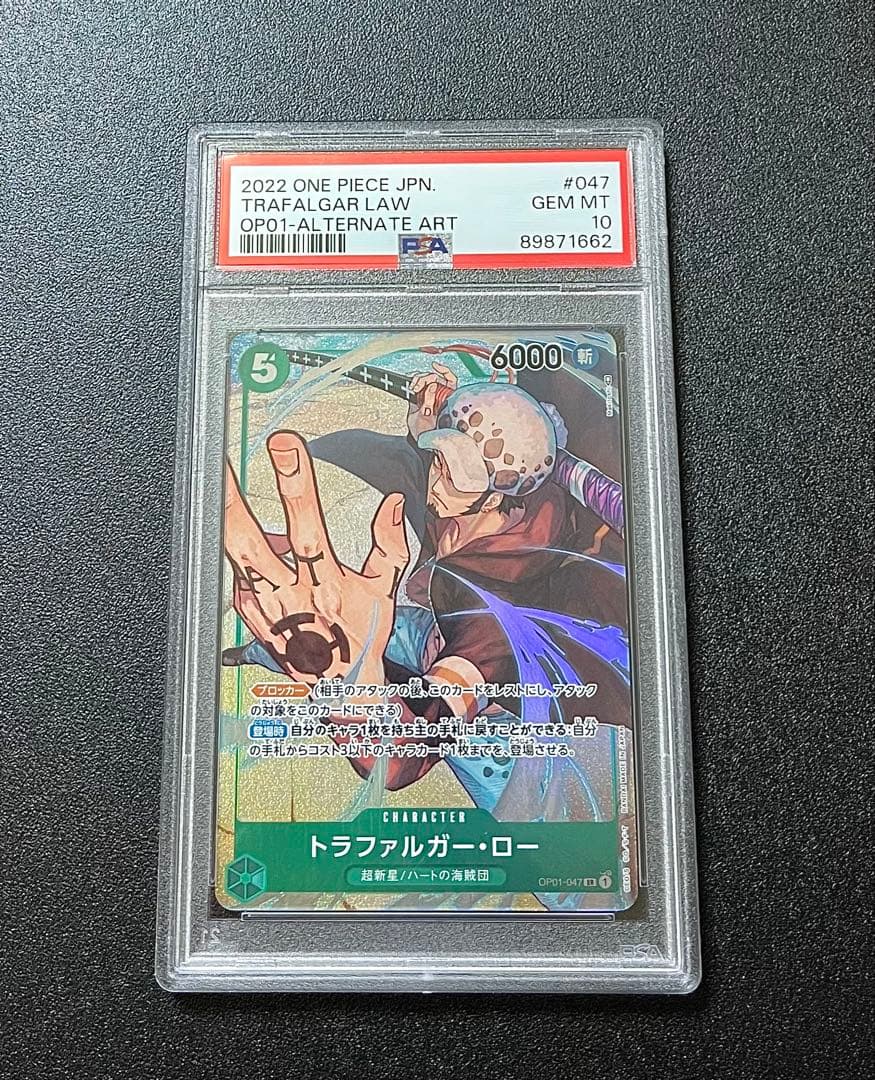 2022 ONE PIECE JPN. #047
TRAFALGAR LAW GEM MT
OP01-ALTERNATE ART 10
PSA 89871662
5 6000 斬
ATH
ブロッカー (相手のアタックの後、このカードをレストにし、アタック
の対象をこのカードにできる)
登場時 自分のキャラ1枚を持ち主の手札に戻すことができる:自分
の手札からコスト3以下のキャラカード1枚までを、登場させる。
CHARACTER
トラファルガー・ロー
超新星/ハートの海賊団
OP01-047 SR 1
BANDAI MADE IN JAPAN
PSA